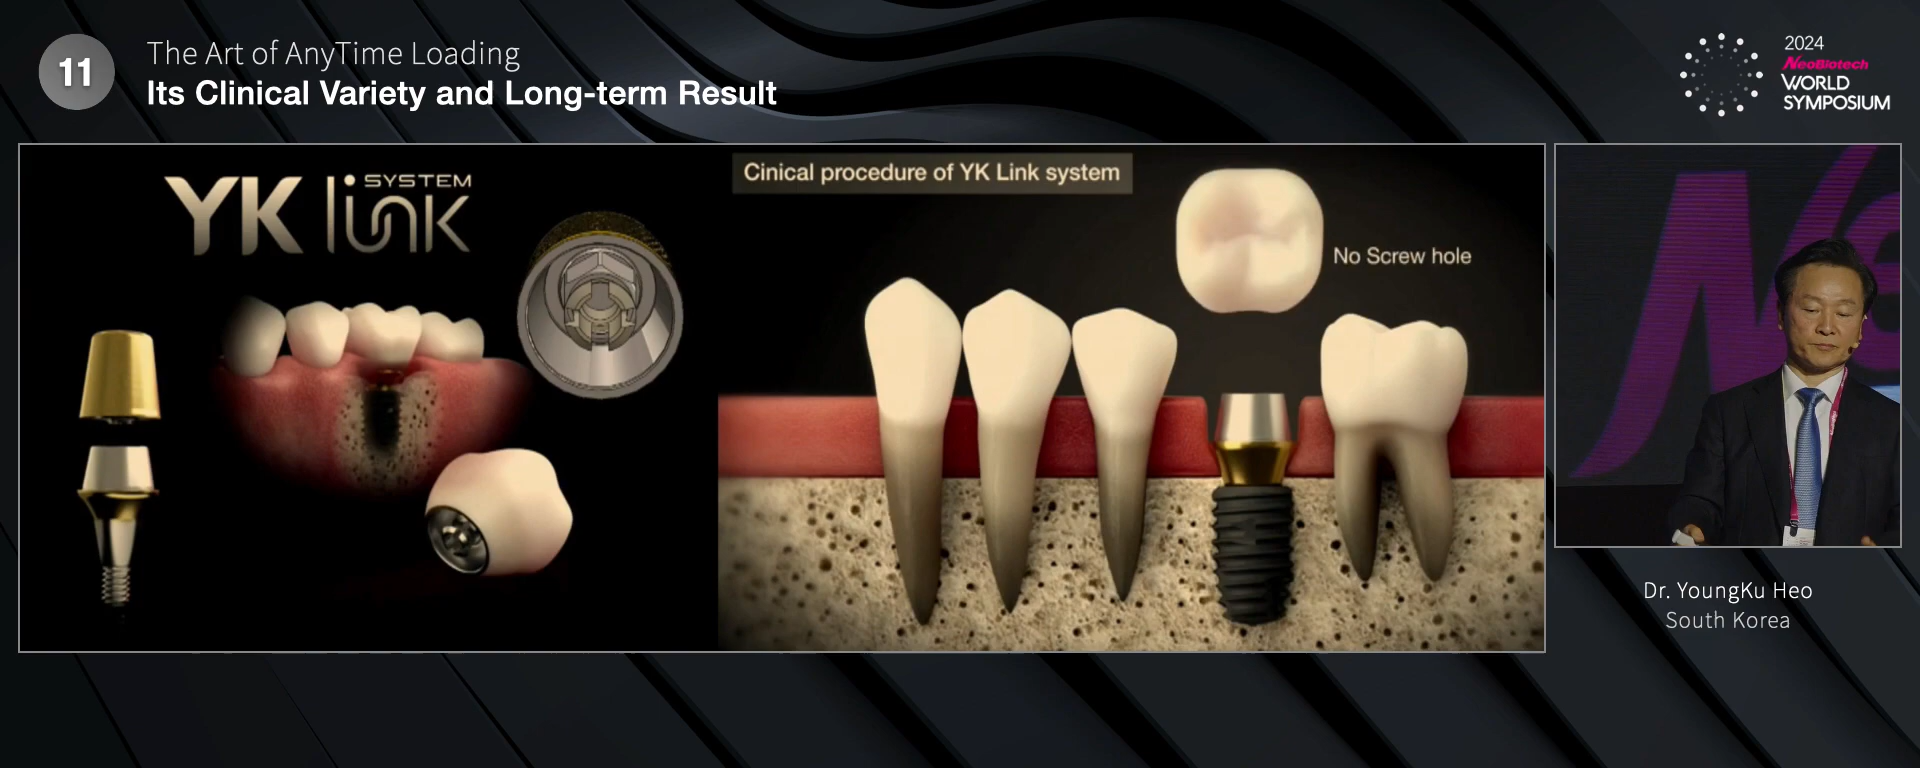 11
The Art of AnyTime Loading
Its Clinical Variety and Long-term Result
2024
NeoBiotech
WORLD
SYMPOSIUM
YK link SYSTEM
Cinical procedure of YK Link system
No Screw hole
Ne
Dr. YoungKu Heo
South Korea